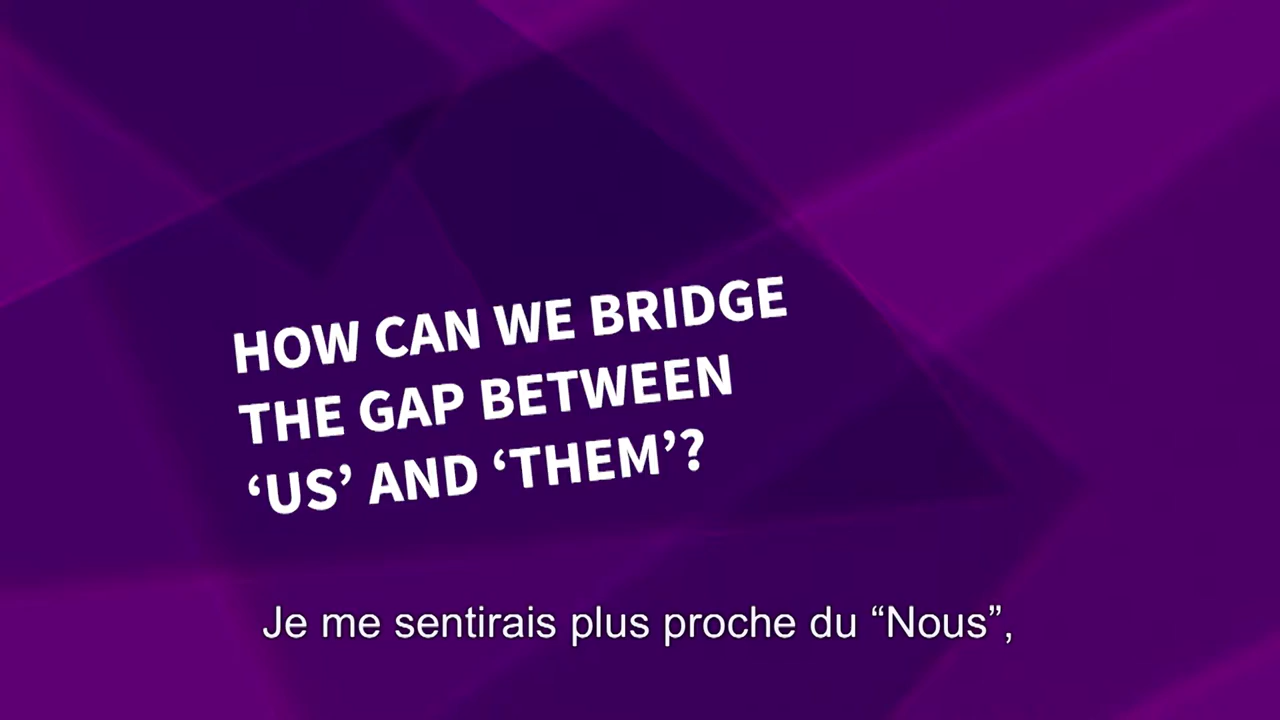 HOW CAN WE BRIDGE
THE GAP BETWEEN
‘US’ AND ‘THEM’?
Je me sentirais plus proche du “Nous”,